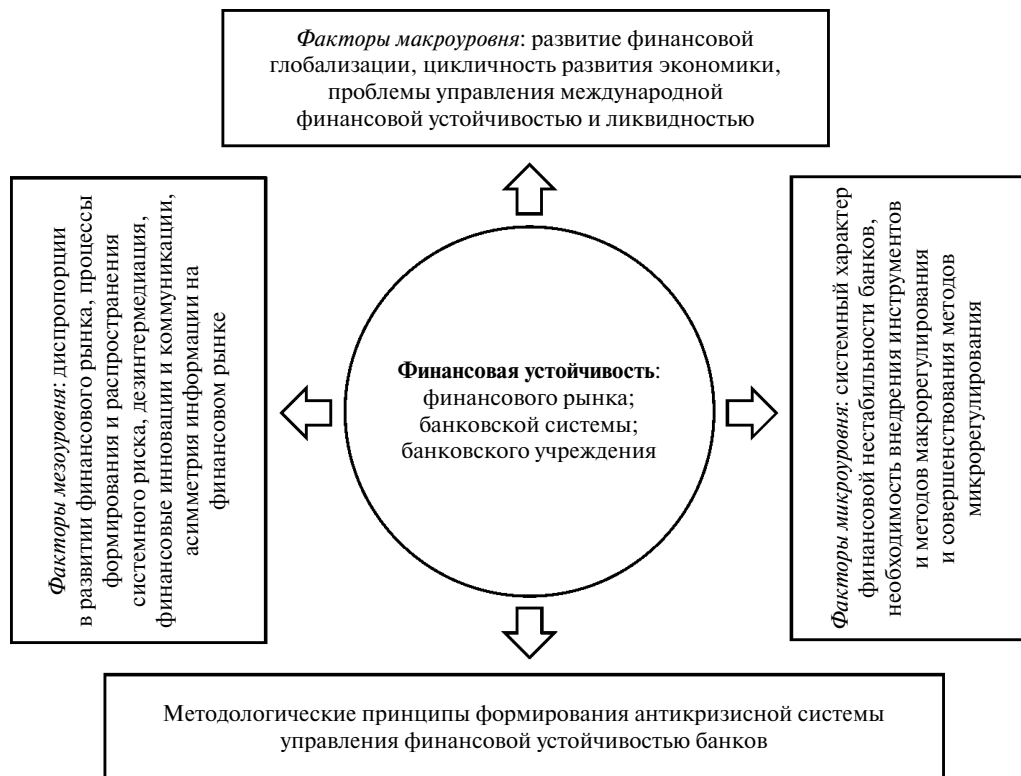 Факторы макроуровня: развитие финансовой
глобализации, цикличность развития экономики,
проблемы управления международной
финансовой устойчивостью и ликвидностью
Факторы мезоуровня: диспропорции
в развитии финансового рынка, процессы
формирования и распространения
системного риска, дезинтермедиация,
финансовые инновации и коммуникации,
асимметрия информации на
финансовом рынке
Финансовая устойчивость:
финансового рынка;
банковской системы;
банковского учреждения
Факторы микроуровня: системный характер
финансовой нестабильности банков,
необходимость внедрения инструментов
и методов макрорегулирования
и совершенствования методов
микрорегулирования
Методологические принципы формирования антикризисной системы
управления финансовой устойчивостью банков